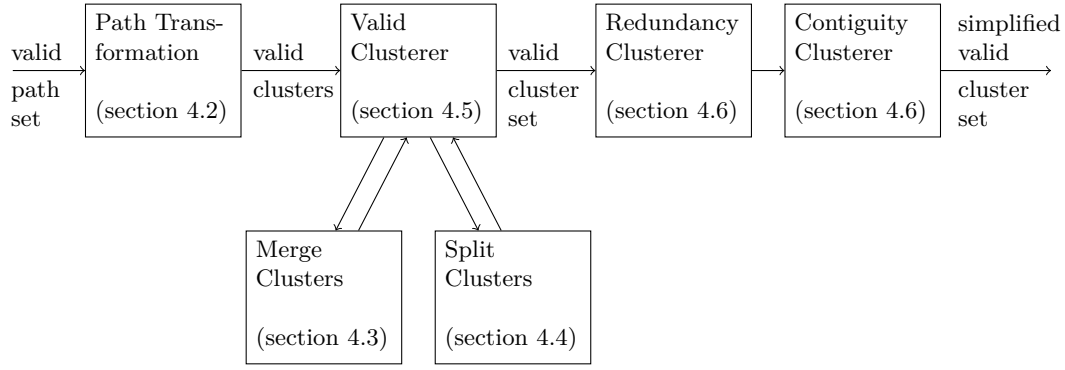 valid
path
set
Path Trans-
formation
(section 4.2)
valid
clusters
Valid
Clusterer
(section 4.5)
valid
cluster
set
Redundancy
Clusterer
(section 4.6)
Contiguity
Clusterer
(section 4.6)
simplified
valid
cluster
set
Merge
Clusters
(section 4.3)
Split
Clusters
(section 4.4)